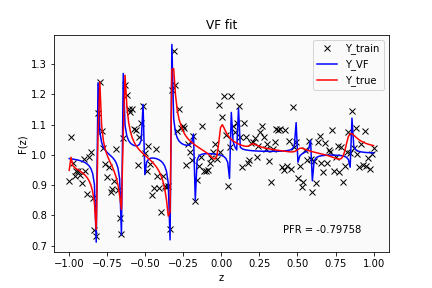 VF fit
Y_train
Y_VF
Y_true
F(z)
1.3
1.2
1.1
1.0
0.9
0.8
0.7
PFR = -0.79758
−1.00 −0.75 −0.50 −0.25 0.00 0.25 0.50 0.75 1.00
z